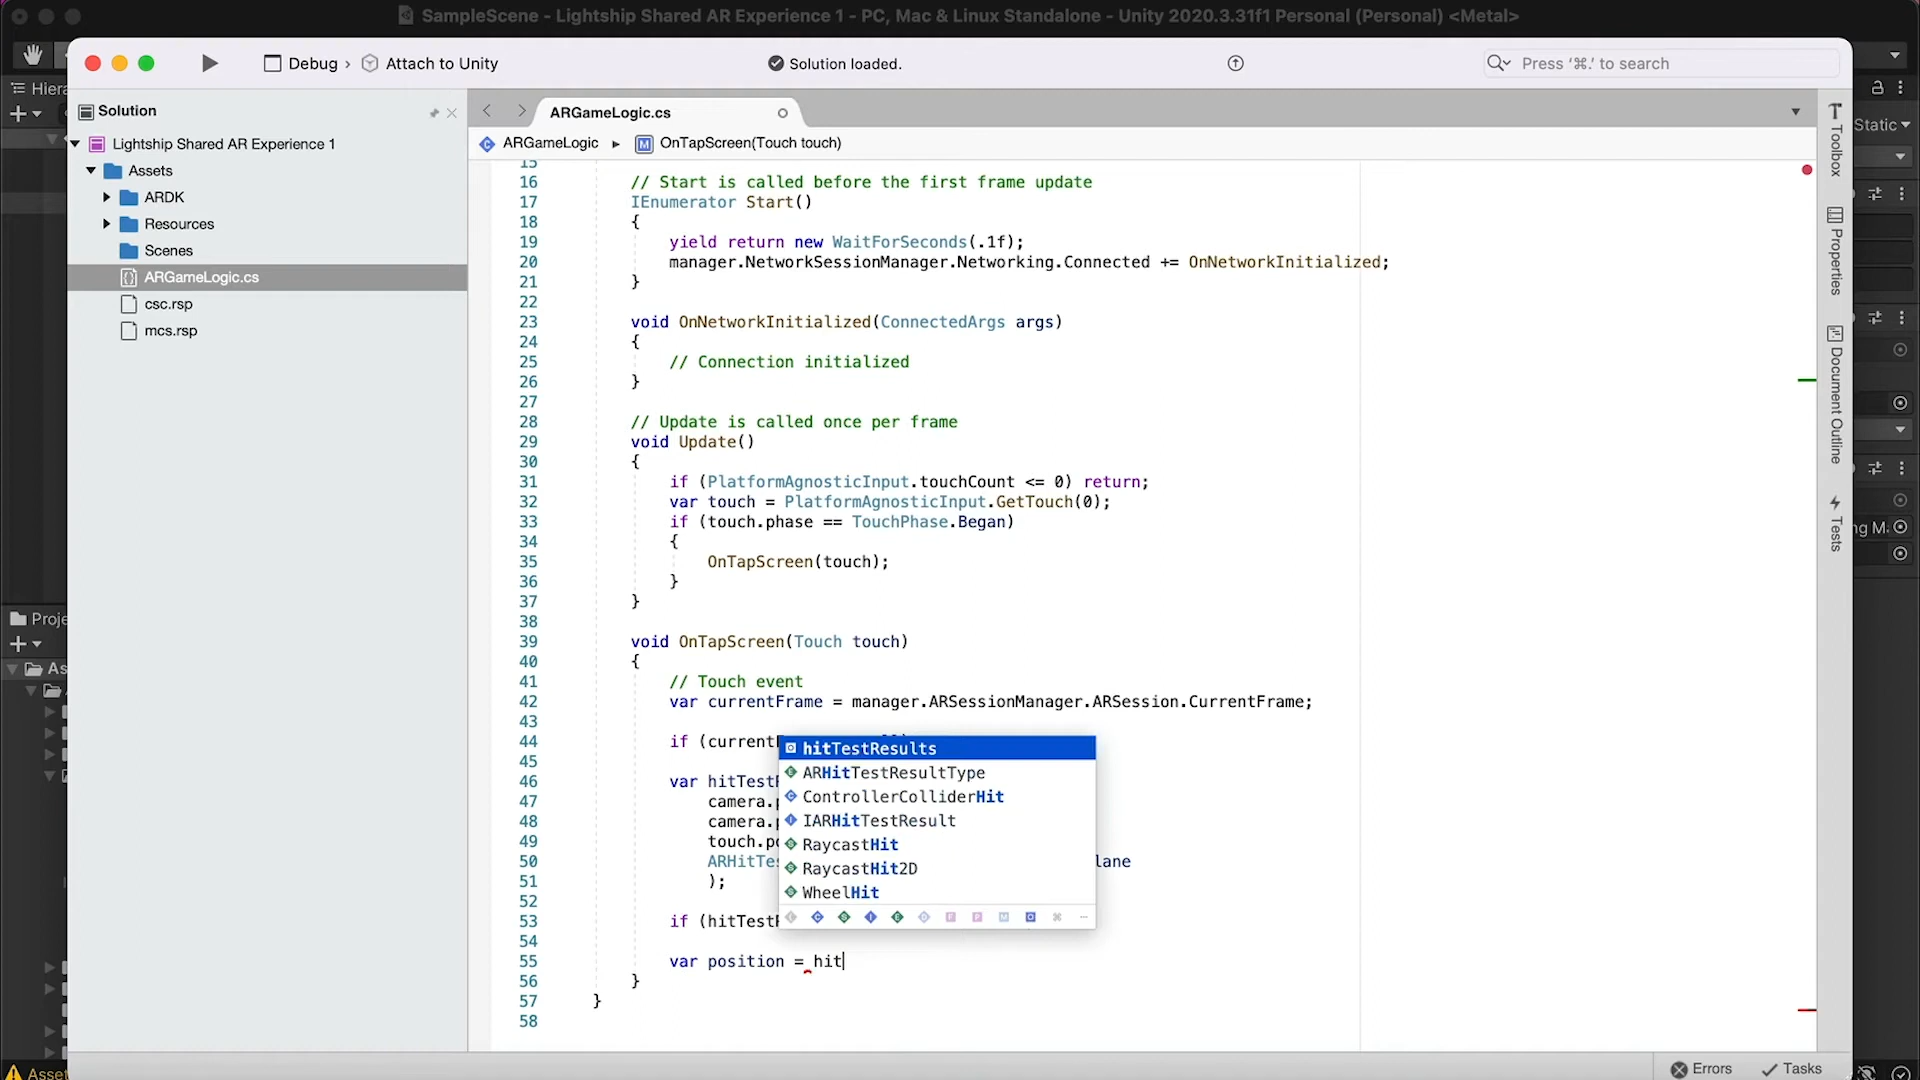 SampleScene - Lightship Shared AR Experience 1 - PC, Mac & Linux Standalone - Unity 2020.3.31f1 Personal (Personal) <Metal>
Debug › Attach to Unity
Solution loaded.
Press '⌘.' to search
Hiera
Static
Solution
Lightship Shared AR Experience 1
Assets
ARDK
Resources
Scenes
ARGameLogic.cs
csc.rsp
mcs.rsp
Proje
As
Asset
ARGameLogic.cs
ARGameLogic ▸ OnTapScreen(Touch touch)
15
16 // Start is called before the first frame update
17 IEnumerator Start()
18 {
19 yield return new WaitForSeconds(.1f);
20 manager.NetworkSessionManager.Networking.Connected += OnNetworkInitialized;
21 }
22
23 void OnNetworkInitialized(ConnectedArgs args)
24 {
25 // Connection initialized
26 }
27
28 // Update is called once per frame
29 void Update()
30 {
31 if (PlatformAgnosticInput.touchCount <= 0) return;
32 var touch = PlatformAgnosticInput.GetTouch(0);
33 if (touch.phase == TouchPhase.Began)
34 {
35 OnTapScreen(touch);
36 }
37 }
38
39 void OnTapScreen(Touch touch)
40 {
41 // Touch event
42 var currentFrame = manager.ARSessionManager.ARSession.CurrentFrame;
43
44 if (current
45
46 var hitTest
47 camera.p
48 camera.p
49 touch.po
50 ARHitTes lane
51 );
52
53 if (hitTest
54
55 var position = hit
56 }
57 }
58
hitTestResults
ARHitTestResultType
ControllerColliderHit
IARHitTestResult
RaycastHit
RaycastHit2D
WheelHit
Toolbox
Properties
Document Outline
Tests
ng M
Errors
Tasks